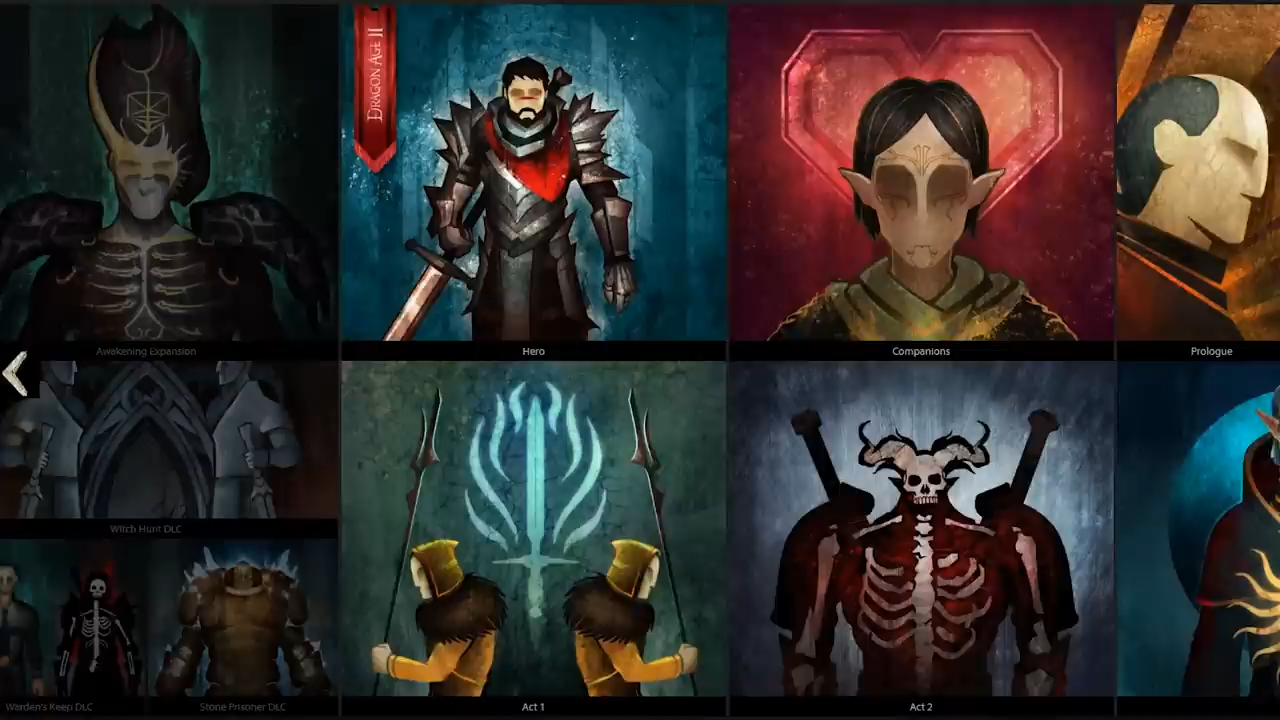 DRAGON AGE II
Awakening Expansion
Hero
Companions
Prologue
Witch Hunt DLC
Warden's Keep DLC
Stone Prisoner DLC
Act 1
Act 2